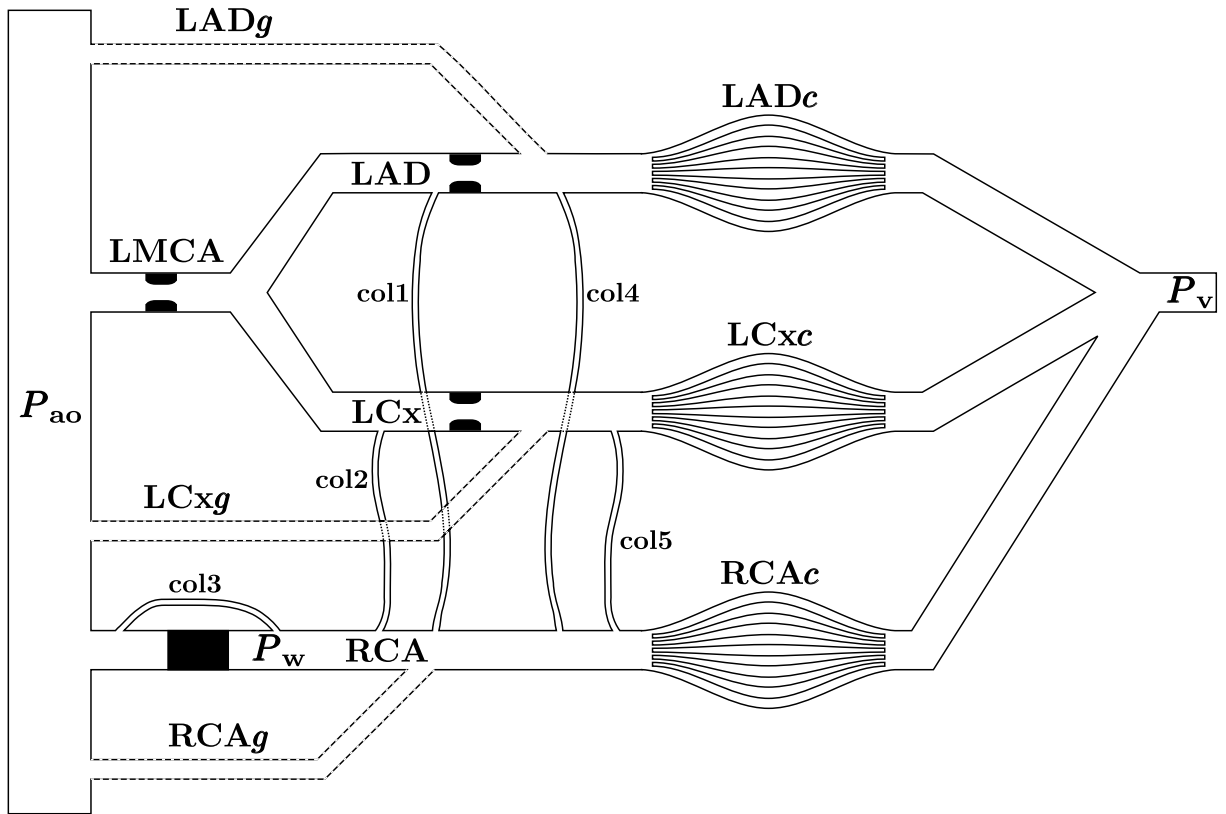 LADg
LADc
LAD
LMCA
col1
col4
Pv
LCxc
Pao
LCx
col2
LCxg
col5
col3
RCAc
Pw
RCA
RCAg